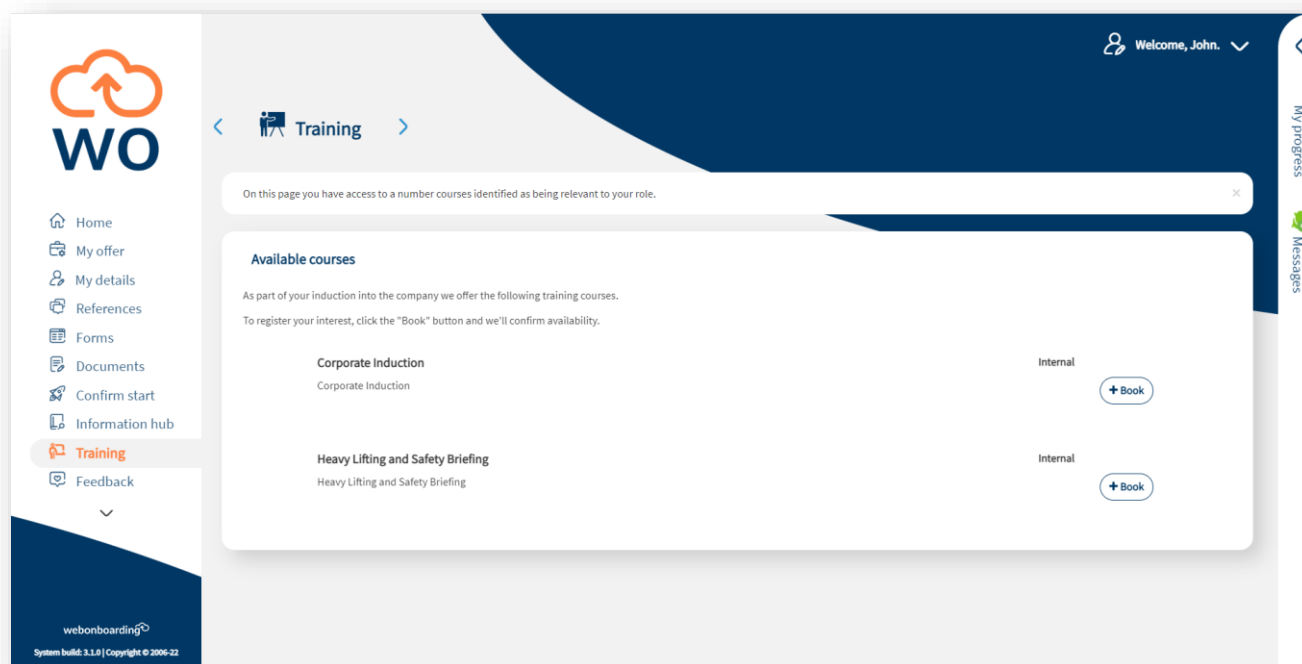 WO
Home
My offer
My details
References
Forms
Documents
Confirm start
Information hub
Training
Feedback
webonboarding
System build: 3.1.0 | Copyright © 2006-22
Welcome, John.
Training
On this page you have access to a number courses identified as being relevant to your role.
Available courses
As part of your induction into the company we offer the following training courses.
To register your interest, click the "Book" button and we'll confirm availability.
Corporate Induction
Internal
Corporate Induction
+ Book
Heavy Lifting and Safety Briefing
Internal
Heavy Lifting and Safety Briefing
+ Book
My progress
Messages